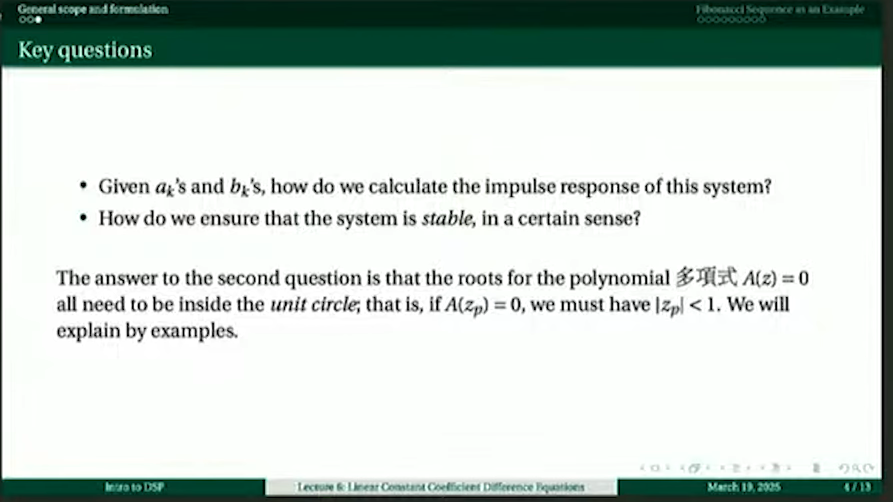 General scope and formulation
Fibonacci Sequence as an Example
Key questions
• Given aₖ's and bₖ's, how do we calculate the impulse response of this system?
• How do we ensure that the system is stable, in a certain sense?
The answer to the second question is that the roots for the polynomial 多項式 A(z) = 0
all need to be inside the unit circle; that is, if A(zₚ) = 0, we must have |zₚ| < 1. We will
explain by examples.
Intro to DSP
Lecture 6: Linear Constant Coefficient Difference Equations
March 19, 2025
4 / 13